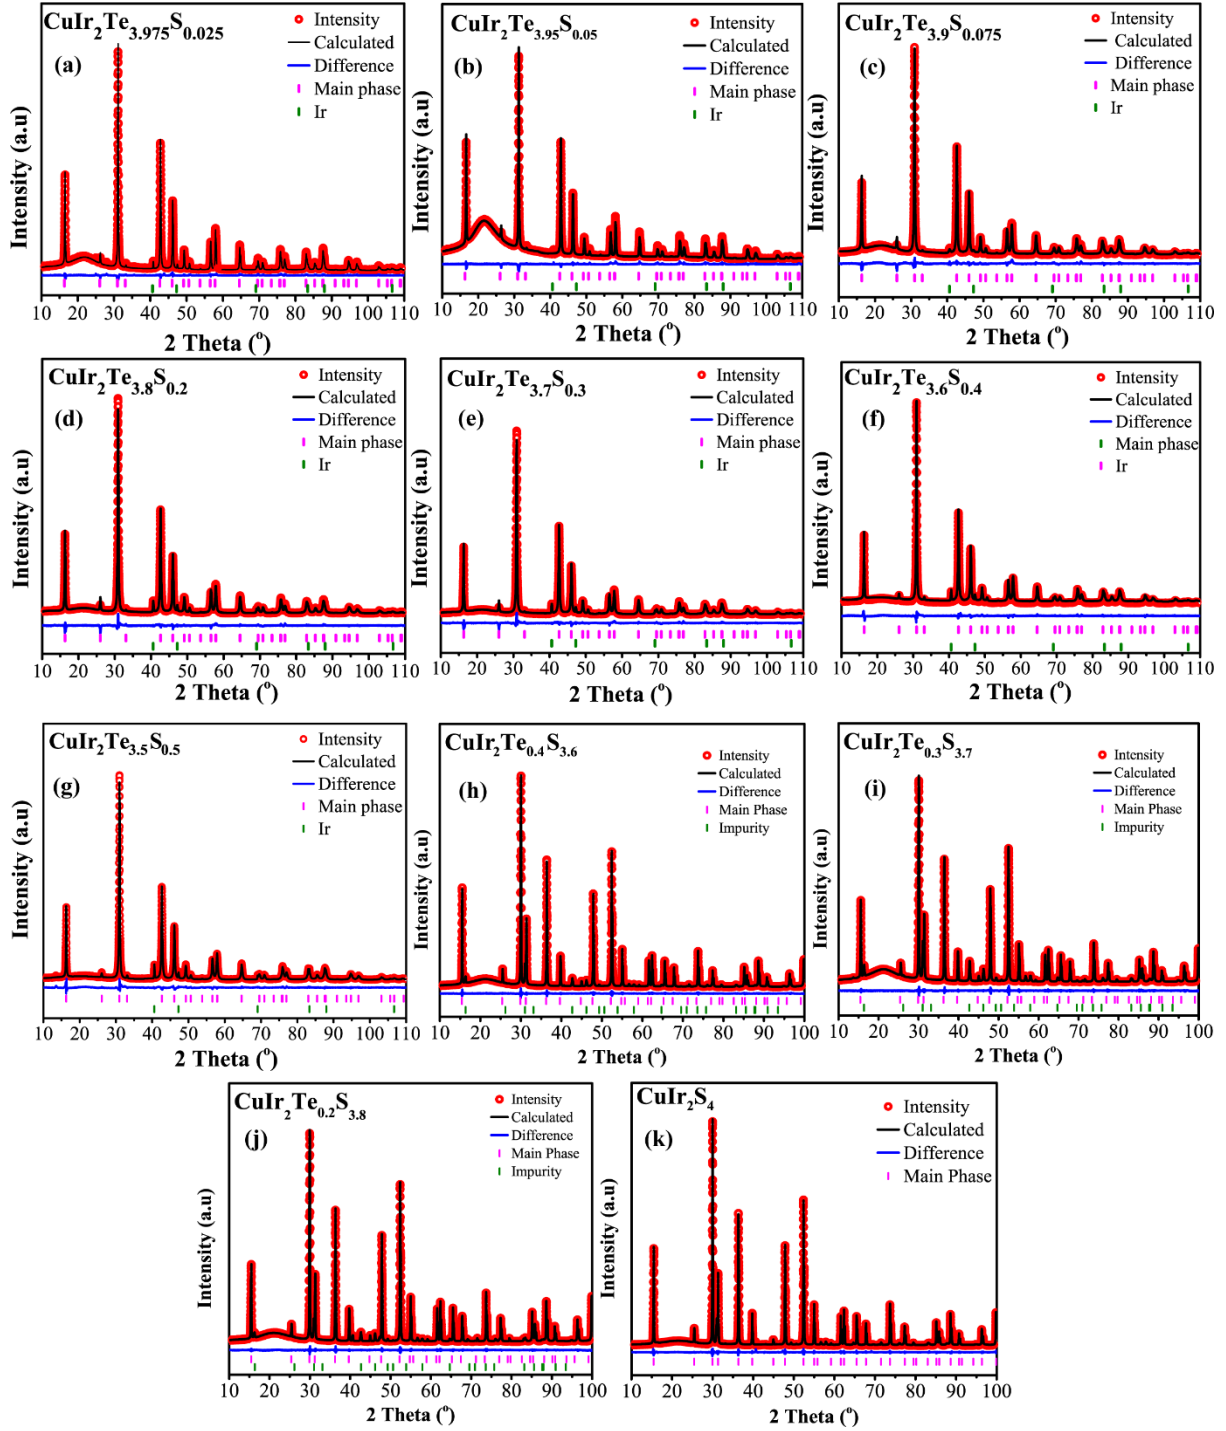 CuIr2Te3.975S0.025
(a)
Intensity
Calculated
Difference
Main phase
Ir
Intensity (a.u)
10 20 30 40 50 60 70 80 90 100 110
2 Theta (o)
CuIr2Te3.95S0.05
(b)
Intensity
Calculated
Difference
Main phase
Ir
Intensity (a.u)
10 20 30 40 50 60 70 80 90 100 110
2 Theta (o)
CuIr2Te3.9S0.075
(c)
Intensity
Calculated
Difference
Main phase
Ir
Intensity (a.u)
10 20 30 40 50 60 70 80 90 100 110
2 Theta (o)
CuIr2Te3.8S0.2
(d)
Intensity
Calculated
Difference
Main phase
Ir
Intensity (a.u)
10 20 30 40 50 60 70 80 90 100 110
2 Theta (o)
CuIr2Te3.7S0.3
(e)
Intensity
Calculated
Difference
Main phase
Ir
Intensity (a.u)
10 20 30 40 50 60 70 80 90 100 110
2 Theta (o)
CuIr2Te3.6S0.4
(f)
Intensity
Calculated
Difference
Main phase
Ir
Intensity (a.u)
10 20 30 40 50 60 70 80 90 100 110
2 Theta (o)
CuIr2Te3.5S0.5
(g)
Intensity
Calculated
Difference
Main phase
Ir
Intensity (a.u)
10 20 30 40 50 60 70 80 90 100 110
2 Theta (o)
CuIr2Te0.4S3.6
(h)
Intensity
Calculated
Difference
Main Phase
Impurity
Intensity (a.u)
10 20 30 40 50 60 70 80 90 100
2 Theta (o)
CuIr2Te0.3S3.7
(i)
Intensity
Calculated
Difference
Main Phase
Impurity
Intensity (a.u)
10 20 30 40 50 60 70 80 90 100
2 Theta (o)
CuIr2Te0.2S3.8
(j)
Intensity
Calculated
Difference
Main Phase
Impurity
Intensity (a.u)
10 20 30 40 50 60 70 80 90 100
2 Theta (o)
CuIr2S4
(k)
Intensity
Calculated
Difference
Main Phase
Intensity (a.u)
10 20 30 40 50 60 70 80 90 100
2 Theta (o)